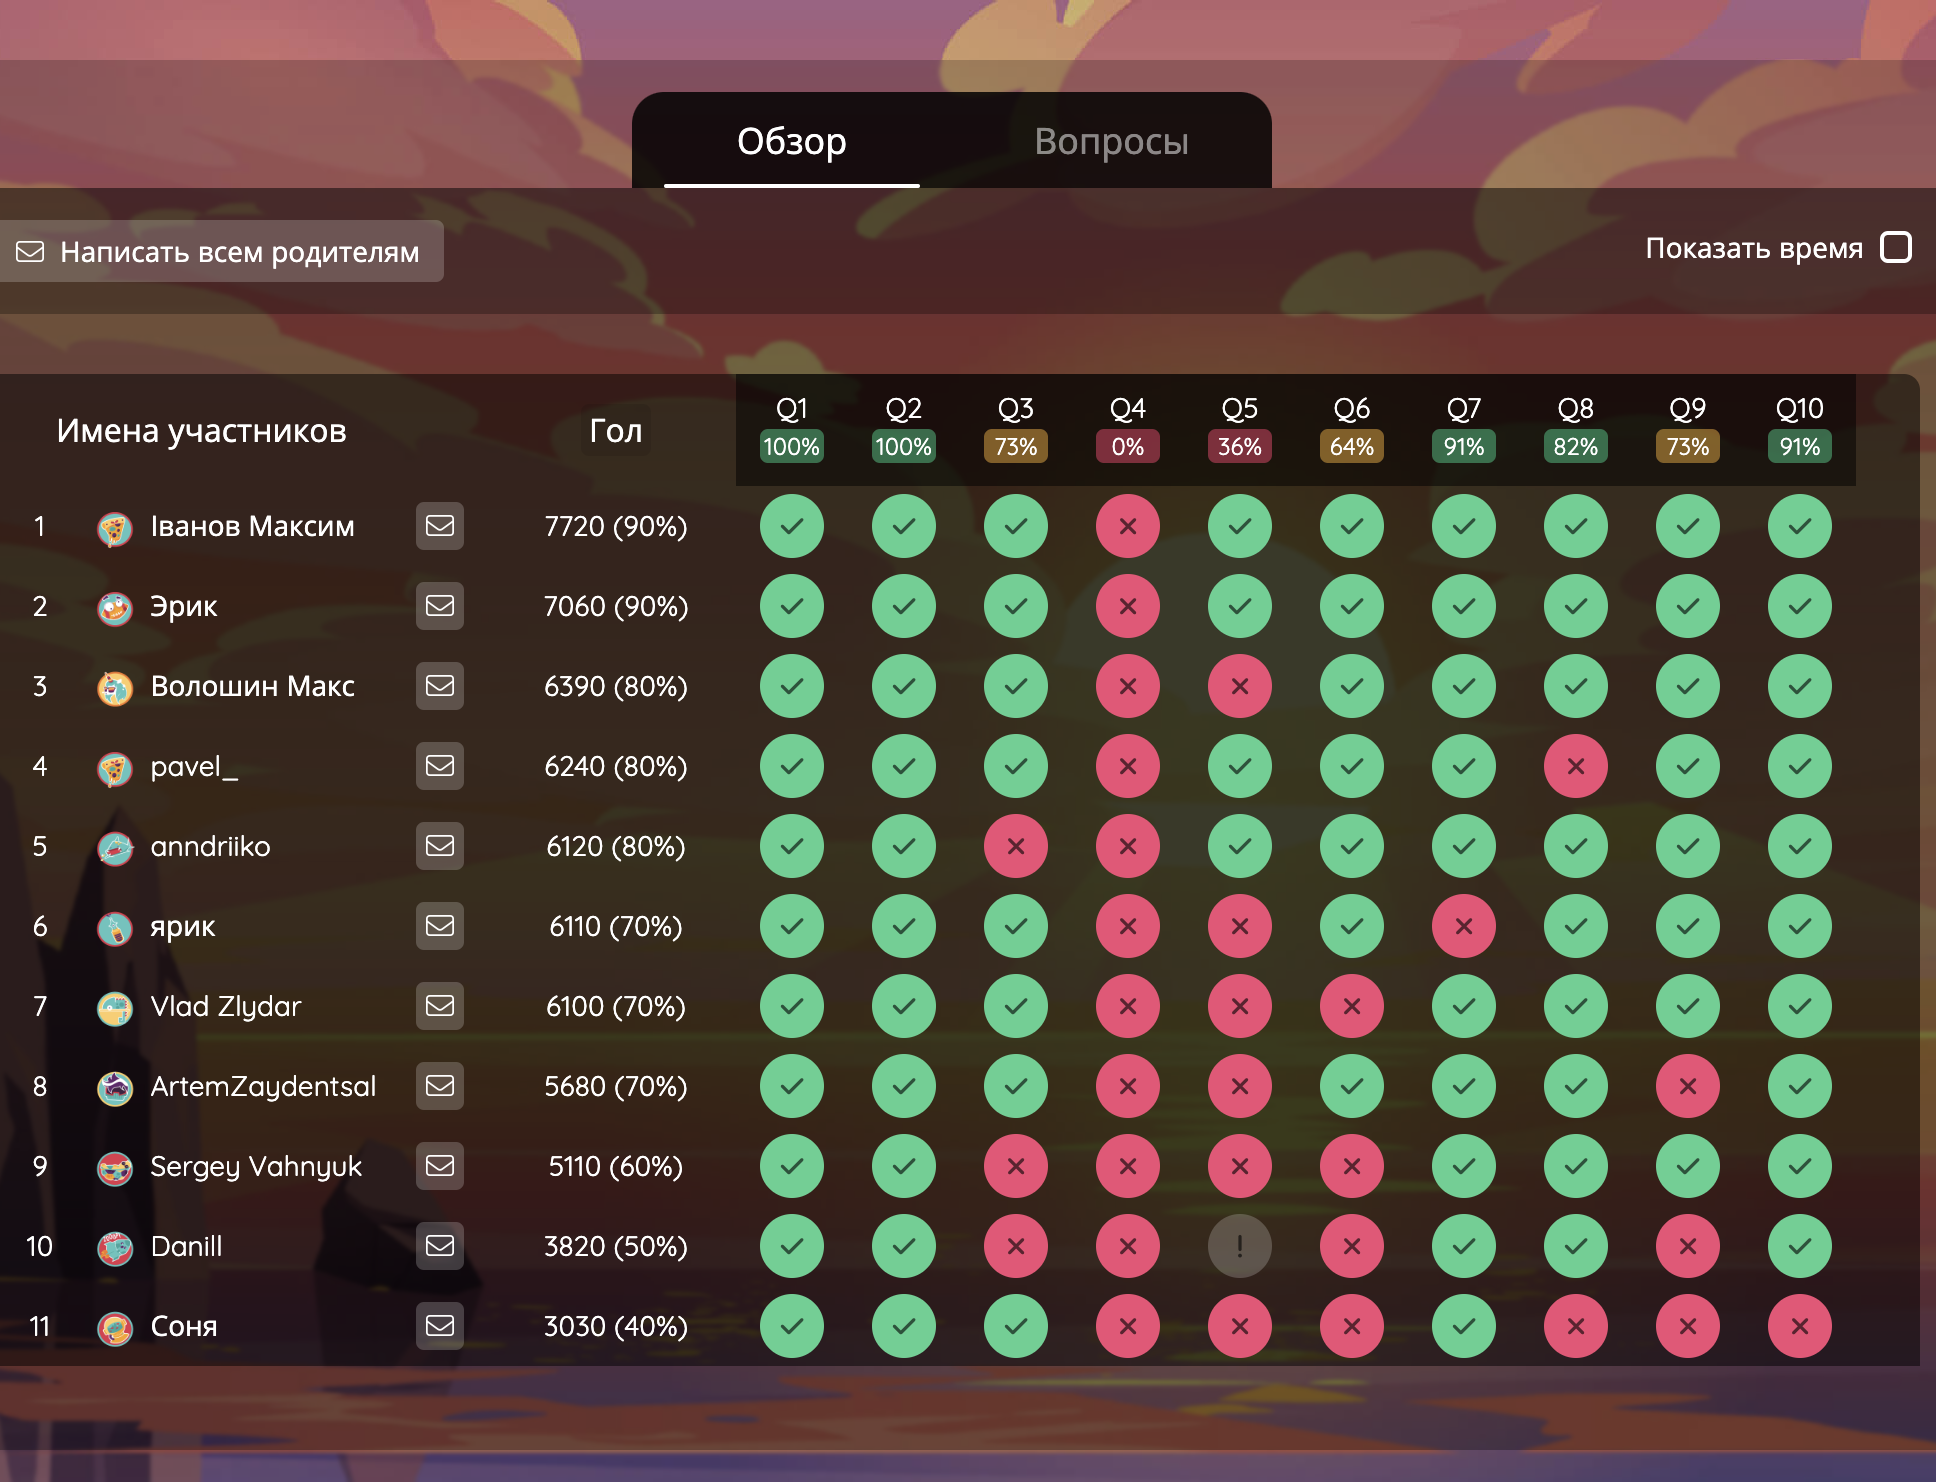 Обзор Вопросы
Написать всем родителям Показать время
Имена участников Гол Q1 Q2 Q3 Q4 Q5 Q6 Q7 Q8 Q9 Q10
100% 100% 73% 0% 36% 64% 91% 82% 73% 91%
1 Іванов Максим 7720 (90%)
2 Эрик 7060 (90%)
3 Волошин Макс 6390 (80%)
4 pavel_ 6240 (80%)
5 anndriiko 6120 (80%)
6 ярик 6110 (70%)
7 Vlad Zlydar 6100 (70%)
8 ArtemZaydentsal 5680 (70%)
9 Sergey Vahnyuk 5110 (60%)
10 Danill 3820 (50%) !
11 Соня 3030 (40%)